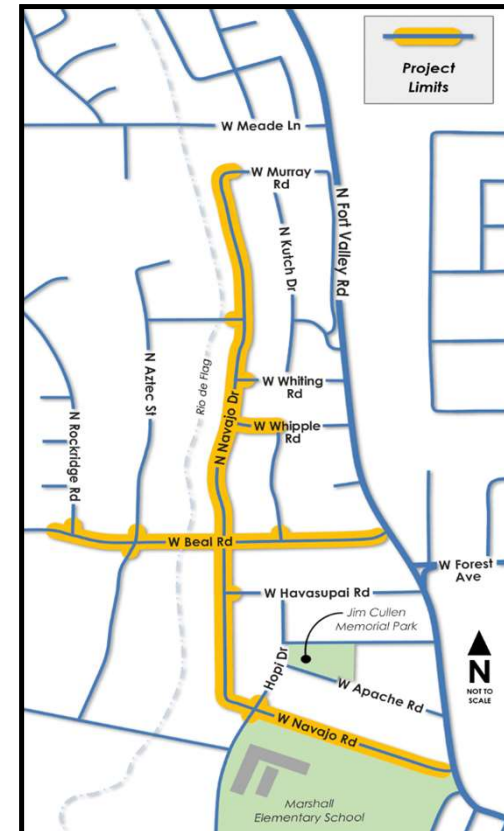 Project
Limits
W Meade Ln
W Murray
Rd
N Fort Valley Rd
N Kutch Dr
N Aztec St
Rio de Flag
W Whiting
Rd
N Navajo Dr
W Whipple
Rd
N Rockridge Rd
W Beal Rd
W Forest
Ave
W Havasupai Rd
Jim Cullen
Memorial Park
Hopi Dr
W Apache Rd
N
NOT TO
SCALE
W Navajo Rd
Marshall
Elementary School